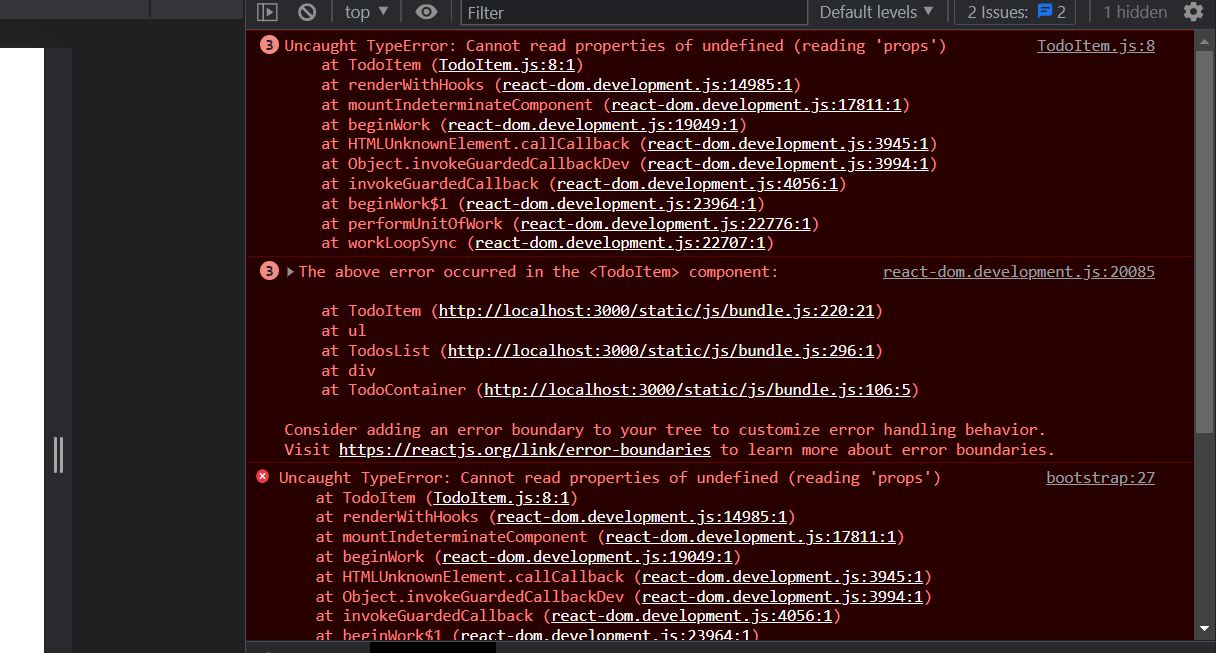 top ▼ Filter Default levels ▼ 2 Issues: 2 1 hidden
3 Uncaught TypeError: Cannot read properties of undefined (reading 'props') TodoItem.js:8
at TodoItem (TodoItem.js:8:1)
at renderWithHooks (react-dom.development.js:14985:1)
at mountIndeterminateComponent (react-dom.development.js:17811:1)
at beginWork (react-dom.development.js:19049:1)
at HTMLUnknownElement.callCallback (react-dom.development.js:3945:1)
at Object.invokeGuardedCallbackDev (react-dom.development.js:3994:1)
at invokeGuardedCallback (react-dom.development.js:4056:1)
at beginWork$1 (react-dom.development.js:23964:1)
at performUnitOfWork (react-dom.development.js:22776:1)
at workLoopSync (react-dom.development.js:22707:1)
3 ▶The above error occurred in the <TodoItem> component: react-dom.development.js:20085
at TodoItem (http://localhost:3000/static/js/bundle.js:220:21)
at ul
at TodosList (http://localhost:3000/static/js/bundle.js:296:1)
at div
at TodoContainer (http://localhost:3000/static/js/bundle.js:106:5)
Consider adding an error boundary to your tree to customize error handling behavior.
Visit https://reactjs.org/link/error-boundaries to learn more about error boundaries.
Uncaught TypeError: Cannot read properties of undefined (reading 'props') bootstrap:27
at TodoItem (TodoItem.js:8:1)
at renderWithHooks (react-dom.development.js:14985:1)
at mountIndeterminateComponent (react-dom.development.js:17811:1)
at beginWork (react-dom.development.js:19049:1)
at HTMLUnknownElement.callCallback (react-dom.development.js:3945:1)
at Object.invokeGuardedCallbackDev (react-dom.development.js:3994:1)
at invokeGuardedCallback (react-dom.development.js:4056:1)
at beginWork$1 (react-dom.development.js:23964:1)